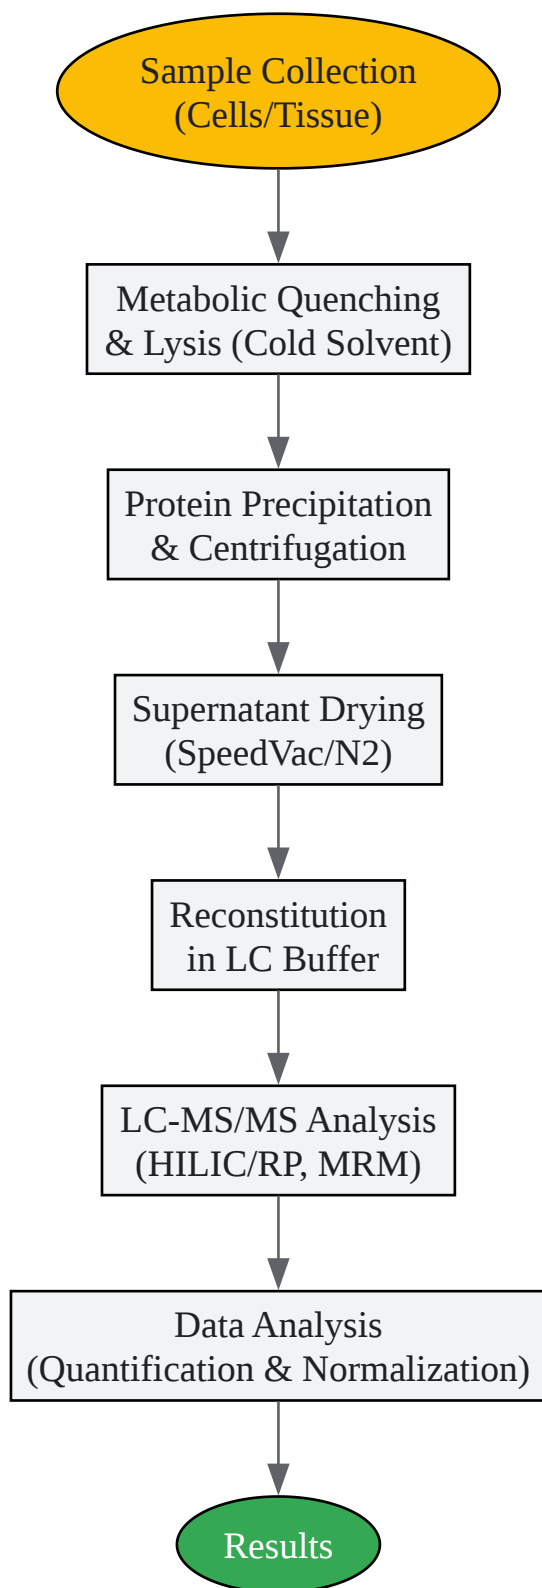 Sample Collection
(Cells/Tissue)
Metabolic Quenching
& Lysis (Cold Solvent)
Protein Precipitation
& Centrifugation
Supernatant Drying
(SpeedVac/N2)
Reconstitution
in LC Buffer
LC-MS/MS Analysis
(HILIC/RP, MRM)
Data Analysis
(Quantification & Normalization)
Results